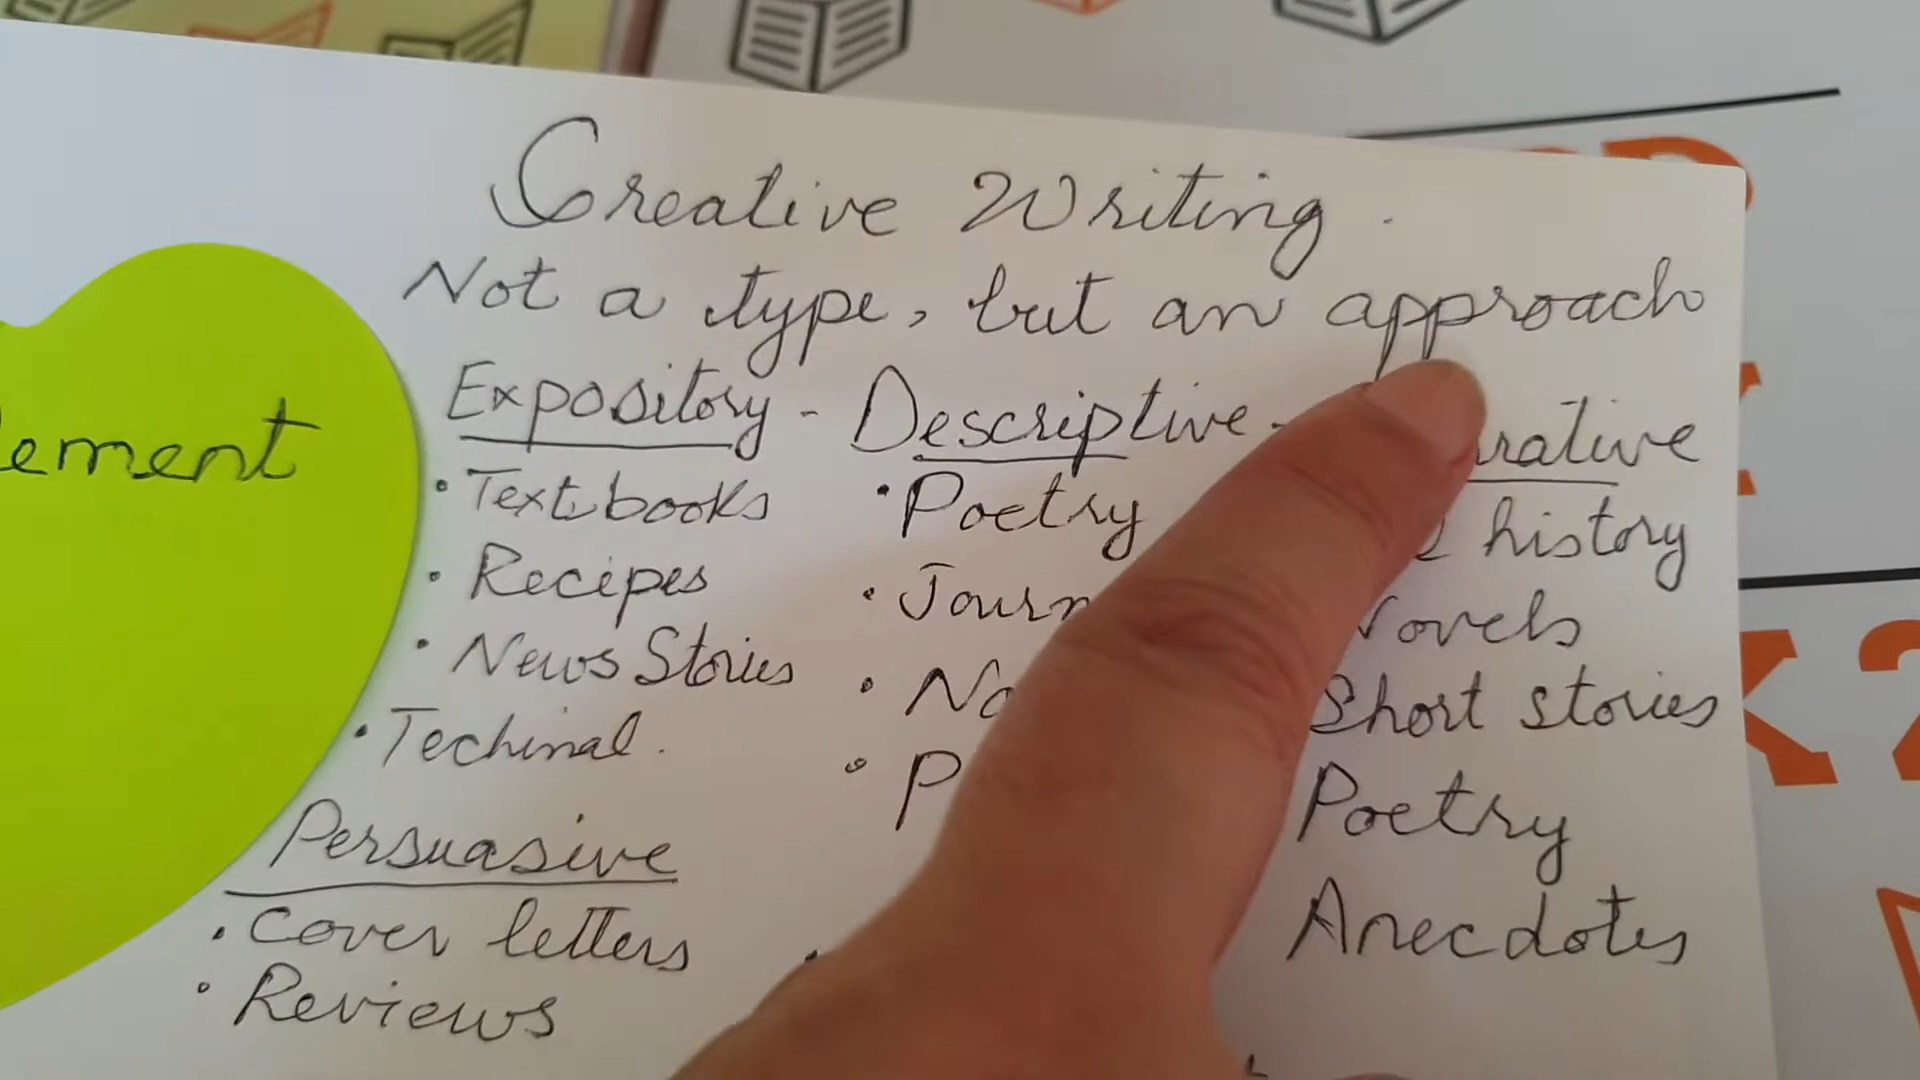 Creative Writing.
Not a type, but an approach
Expository - Descriptive -
• Textbooks
• Recipes
• News Stories
• Techinal.
Persuasive
• Cover letters
• Reviews
• Poetry
history
Novels
Short stories
Poetry
Anecdotes